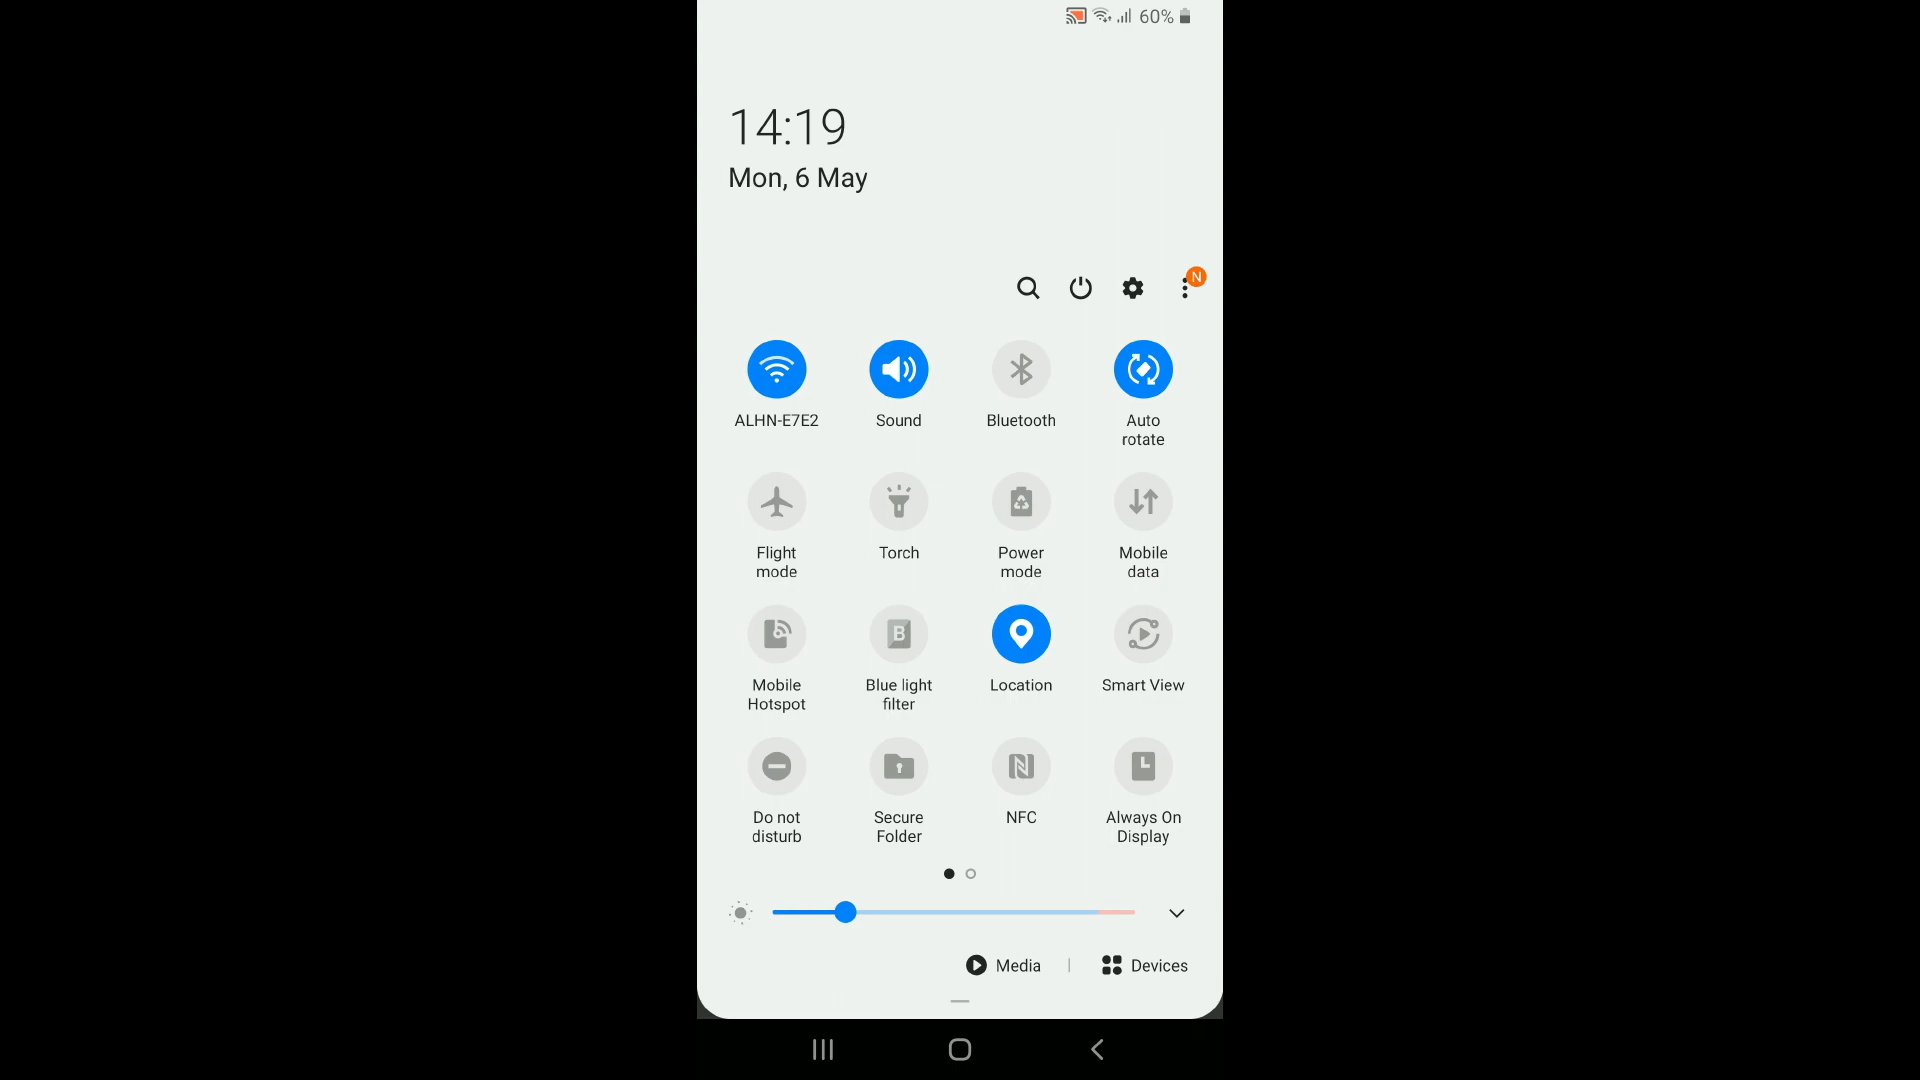 60%
14:19
Mon, 6 May
N
ALHN-E7E2
Sound
Bluetooth
Auto
rotate
Flight
mode
Torch
Power
mode
Mobile
data
Mobile
Hotspot
B
Blue light
filter
Location
Smart View
Do not
disturb
Secure
Folder
NFC
Always On
Display
Media
Devices